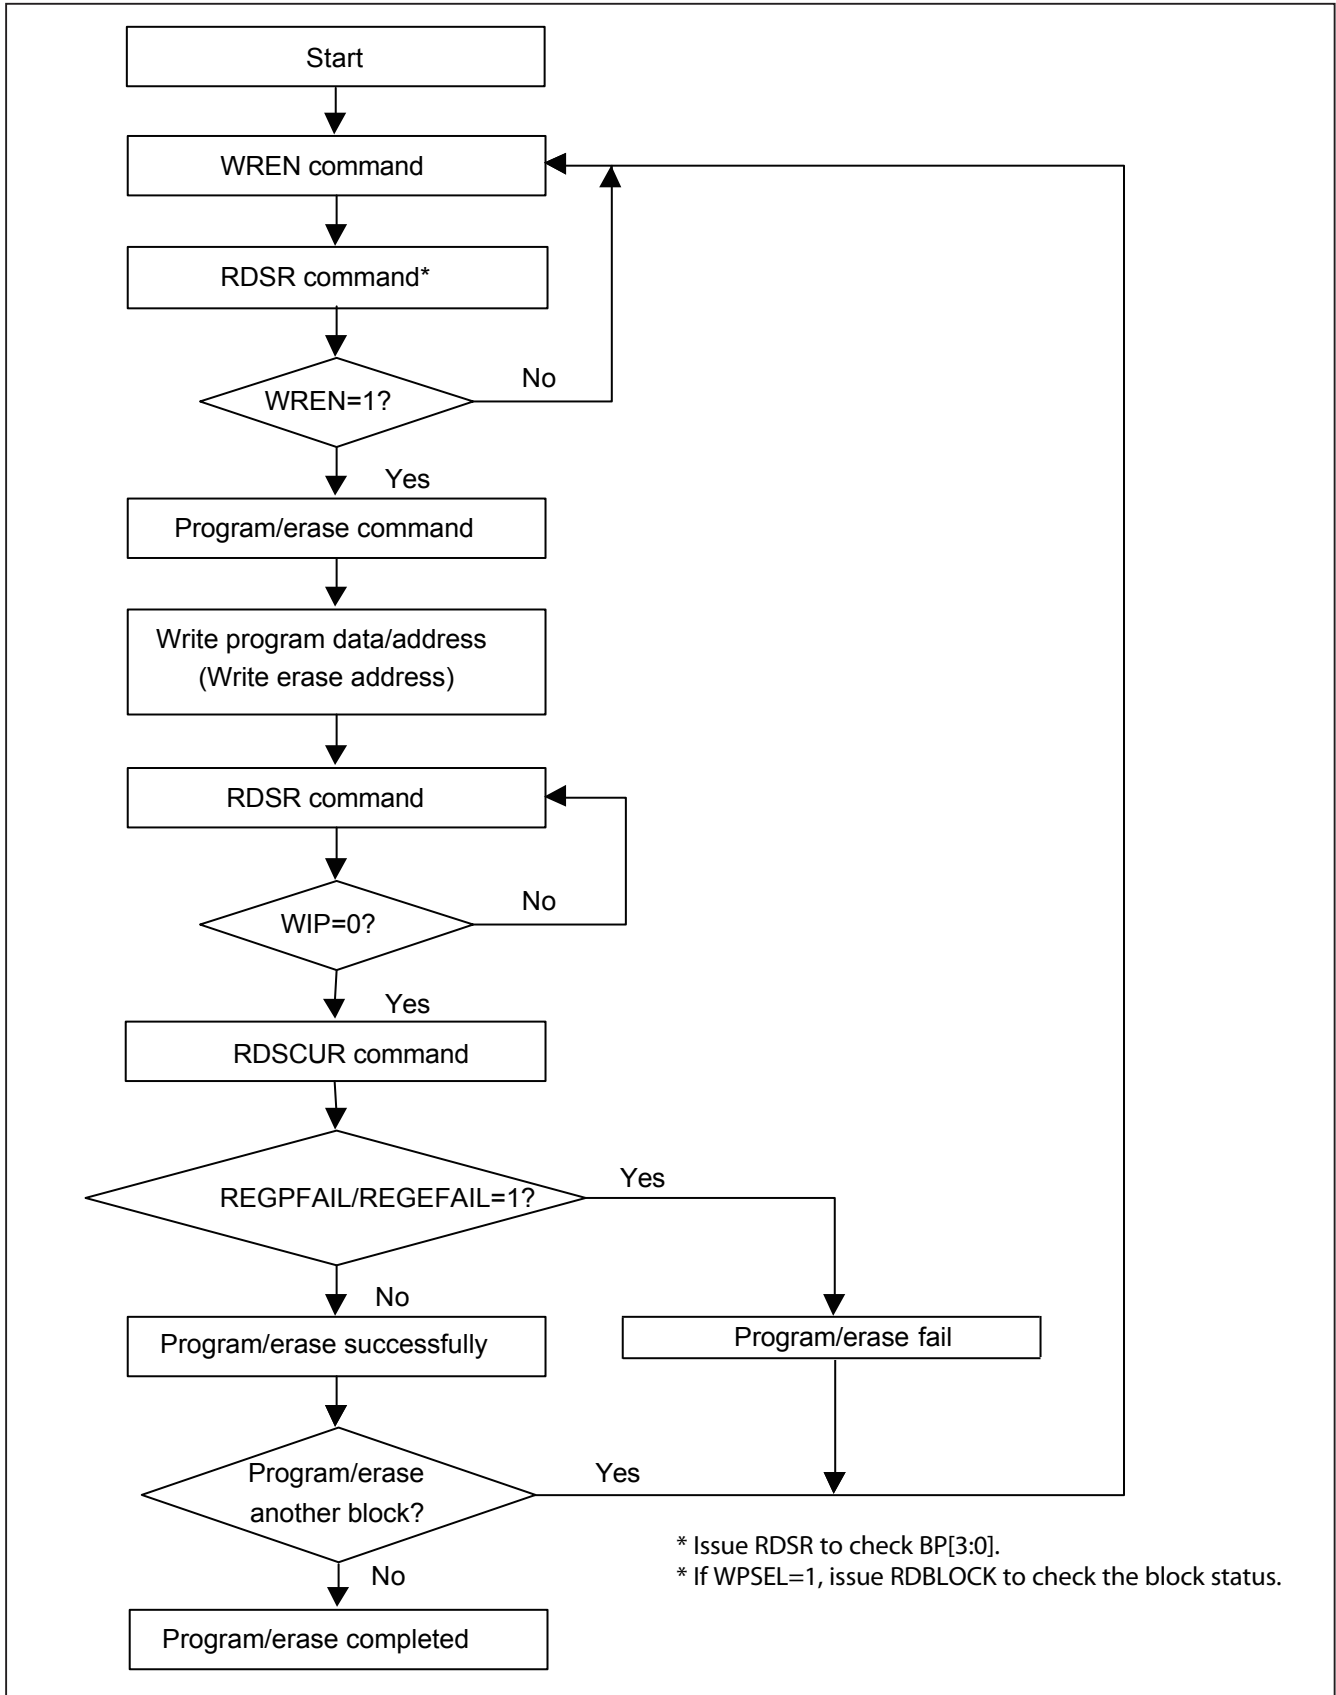 Start
WREN command
RDSR command*
WREN=1?
No
Yes
Program/erase command
Write program data/address
(Write erase address)
RDSR command
WIP=0?
No
Yes
RDSCUR command
REGPFAIL/REGEFAIL=1?
Yes
No
Program/erase successfully
Program/erase fail
Program/erase
another block?
Yes
* Issue RDSR to check BP[3:0].
* If WPSEL=1, issue RDBLOCK to check the block status.
No
Program/erase completed